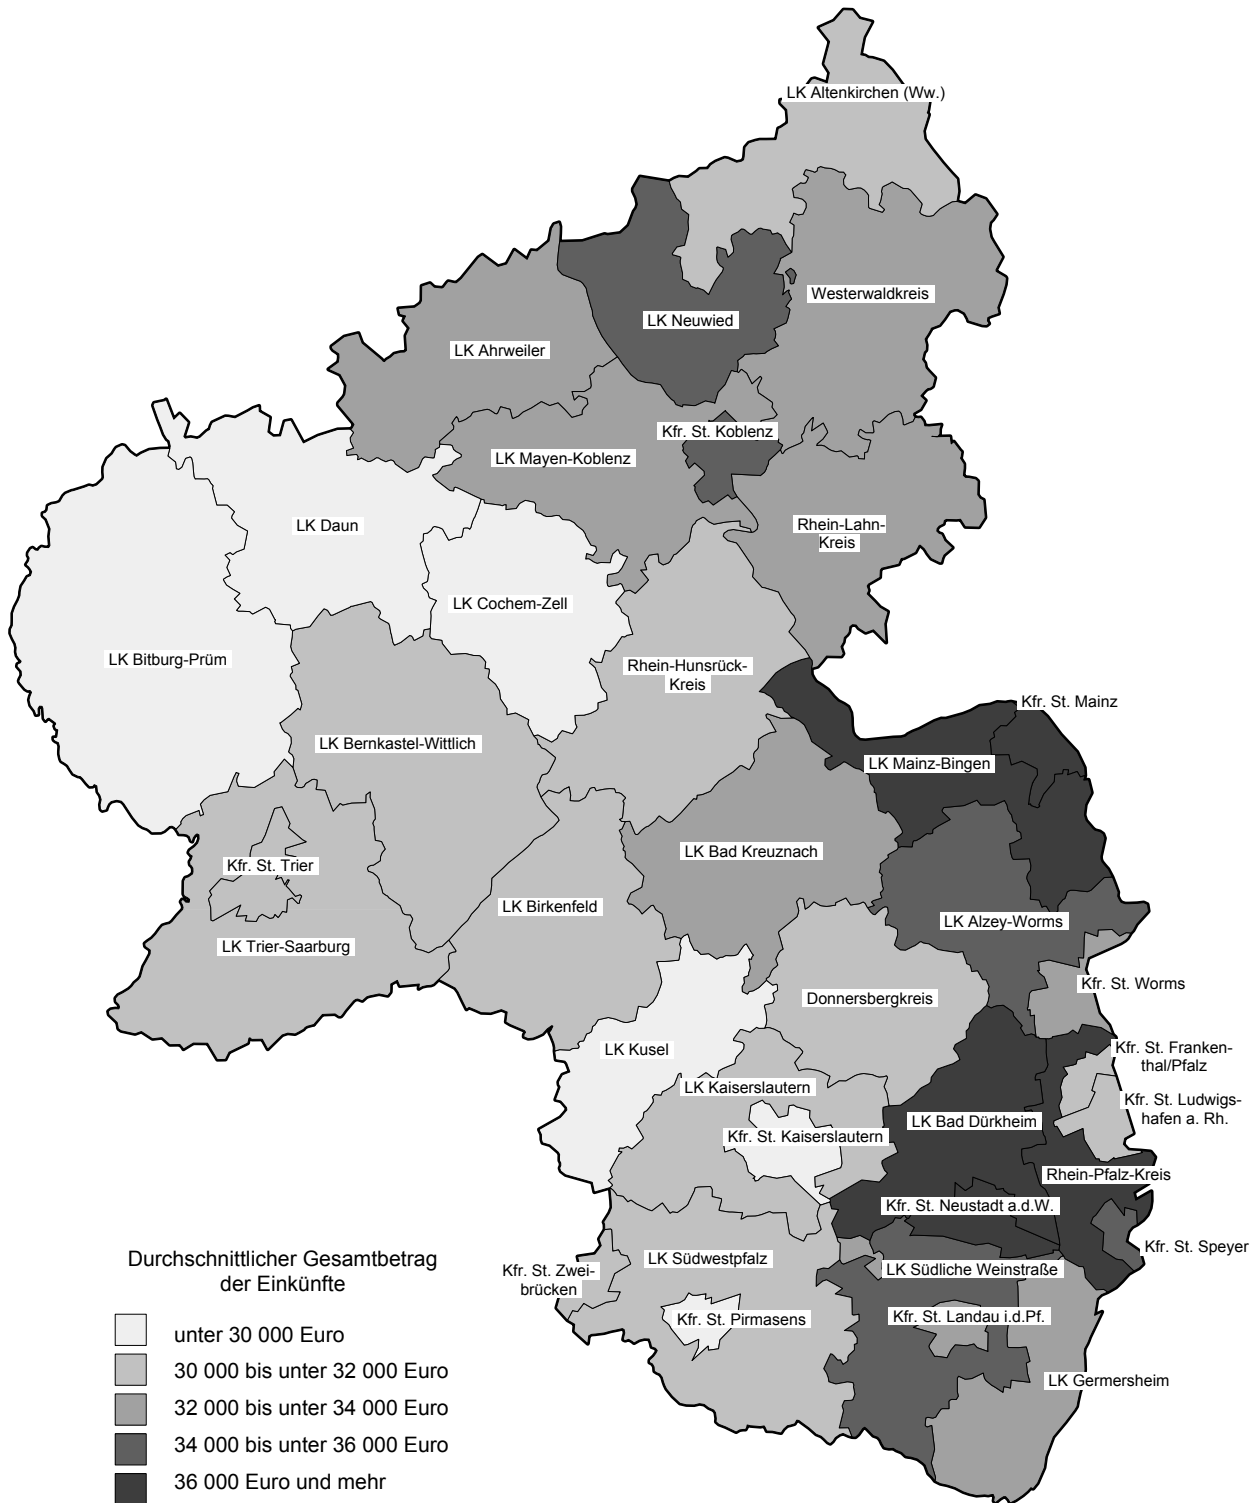 LK Altenkirchen (Ww.)
Westerwaldkreis
LK Neuwied
LK Ahrweiler
Kfr. St. Koblenz
LK Mayen-Koblenz
LK Daun
Rhein-Lahn-
Kreis
LK Cochem-Zell
LK Bitburg-Prüm
Rhein-Hunsrück-
Kreis
Kfr. St. Mainz
LK Bernkastel-Wittlich
LK Mainz-Bingen
LK Bad Kreuznach
Kfr. St. Trier
LK Birkenfeld
LK Alzey-Worms
LK Trier-Saarburg
Kfr. St. Worms
Donnersbergkreis
LK Kusel
Kfr. St. Franken-
thal/Pfalz
LK Kaiserslautern
Kfr. St. Ludwigs-
hafen a. Rh.
LK Bad Dürkheim
Kfr. St. Kaiserslautern
Rhein-Pfalz-Kreis
Kfr. St. Neustadt a.d.W.
Kfr. St. Speyer
LK Südwestpfalz
LK Südliche Weinstraße
Kfr. St. Zwei-
brücken
Kfr. St. Pirmasens
Kfr. St. Landau i.d.Pf.
LK Germersheim
Durchschnittlicher Gesamtbetrag
der Einkünfte
unter 30 000 Euro
30 000 bis unter 32 000 Euro
32 000 bis unter 34 000 Euro
34 000 bis unter 36 000 Euro
36 000 Euro und mehr